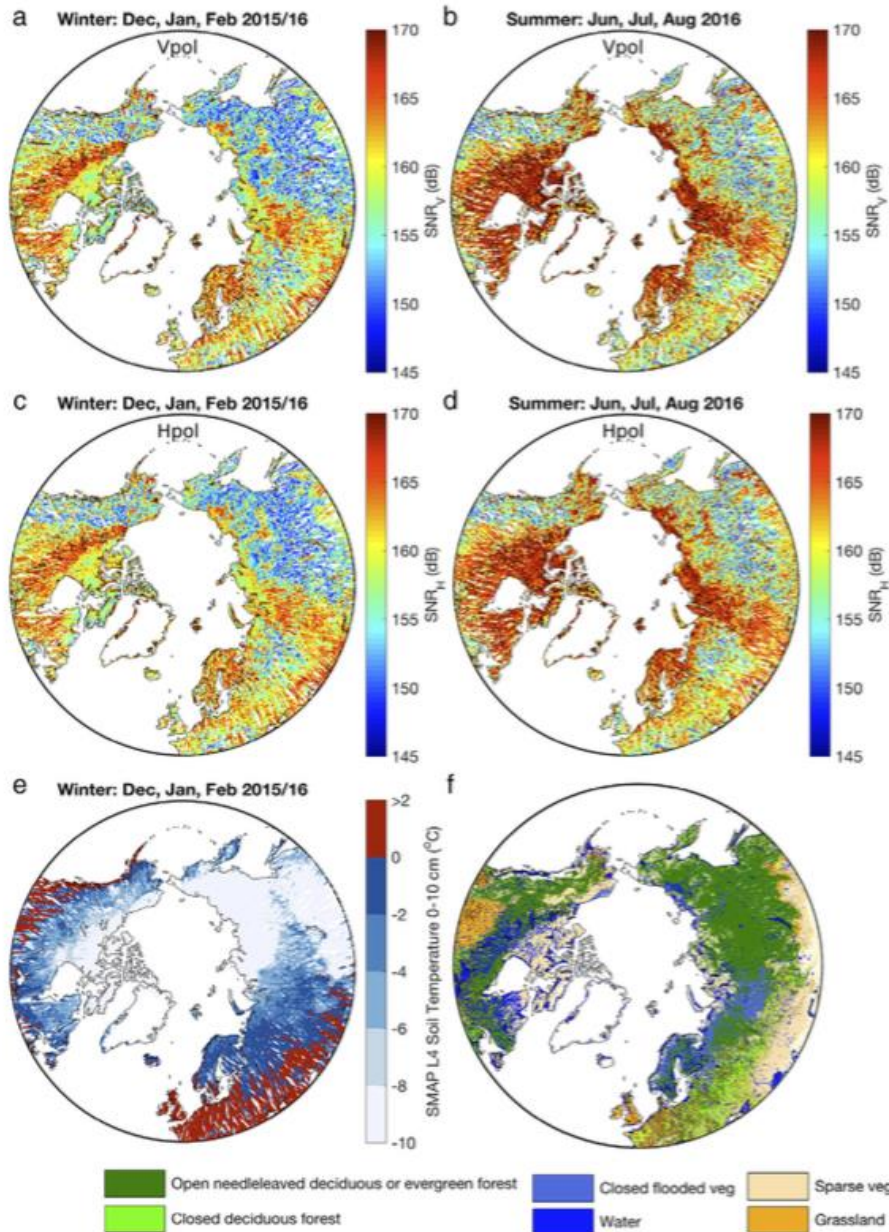 a
Winter: Dec, Jan, Feb 2015/16
Vpol
170
165
160
155
150
145
SNR_V (dB)
b
Summer: Jun, Jul, Aug 2016
Vpol
170
165
160
155
150
145
SNR_V (dB)
c
Winter: Dec, Jan, Feb 2015/16
Hpol
170
165
160
155
150
145
SNR_H (dB)
d
Summer: Jun, Jul, Aug 2016
Hpol
170
165
160
155
150
145
SNR_H (dB)
e
Winter: Dec, Jan, Feb 2015/16
>2
0
-2
-4
-6
-8
-10
SMAP L4 Soil Temperature 0-10 cm (°C)
f
Open needleleaved deciduous or evergreen forest
Closed flooded veg
Sparse veg
Closed deciduous forest
Water
Grassland